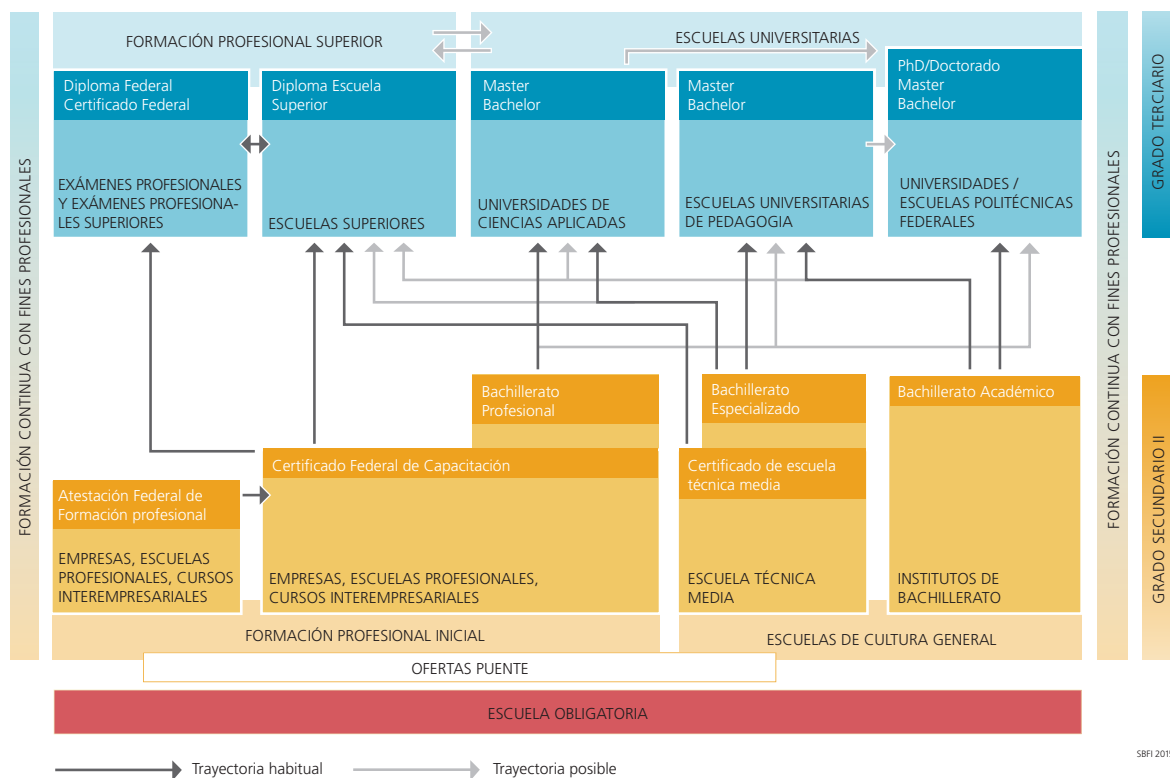 FORMACIÓN PROFESIONAL SUPERIOR
ESCUELAS UNIVERSITARIAS
Diploma Federal
Certificado Federal
EXÁMENES PROFESIONALES
Y EXÁMENES PROFESIONA-
LES SUPERIORES
Diploma Escuela
Superior
ESCUELAS SUPERIORES
Master
Bachelor
UNIVERSIDADES DE
CIENCIAS APLICADAS
Master
Bachelor
ESCUELAS UNIVERSITARIAS
DE PEDAGOGIA
PhD/Doctorado
Master
Bachelor
UNIVERSIDADES /
ESCUELAS POLITÉCNICAS
FEDERALES
FORMACIÓN CONTINUA CON FINES PROFESIONALES
FORMACIÓN CONTINUA CON FINES PROFESIONALES
GRADO TERCIARIO
GRADO SECUNDARIO II
Bachillerato
Profesional
Bachillerato
Especializado
Bachillerato Académico
Certificado Federal de Capacitación
Certificado de escuela
técnica media
Atestación Federal de
Formación profesional
EMPRESAS, ESCUELAS
PROFESIONALES, CURSOS
INTEREMPRESARIALES
EMPRESAS, ESCUELAS PROFESIONALES,
CURSOS INTEREMPRESARIALES
ESCUELA TÉCNICA
MEDIA
INSTITUTOS DE
BACHILLERATO
FORMACIÓN PROFESIONAL INICIAL
ESCUELAS DE CULTURA GENERAL
OFERTAS PUENTE
ESCUELA OBLIGATORIA
Trayectoria habitual
Trayectoria posible
SBFI 2015